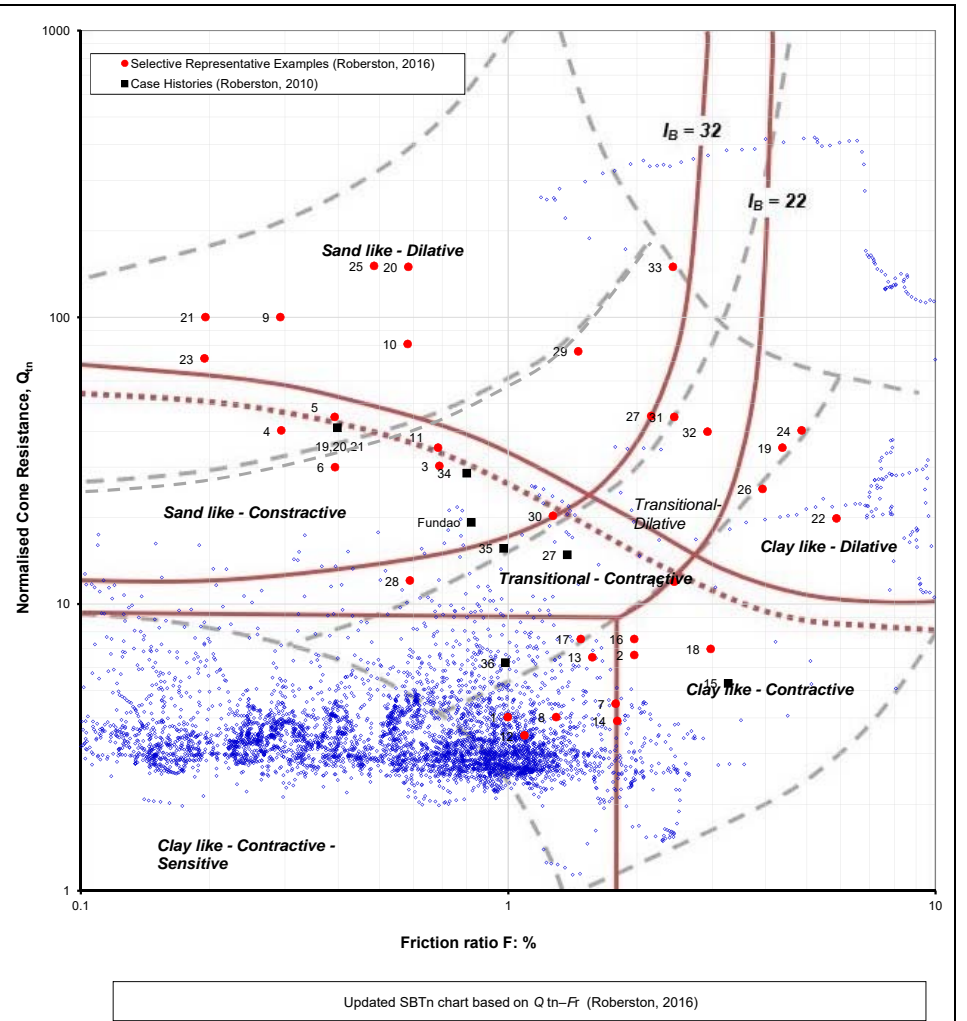 1000
Selective Representative Examples (Roberston, 2016)
Case Histories (Roberston, 2010)
I_B = 32
I_B = 22
Sand like - Dilative
25 20 33
21 9
10 29
23
5 27 31
4 32 24
19,20,21 11 19
6 3 34
26
Transitional-
Dilative
Sand like - Constractive
Fundao 30 22
35 27
Clay like - Dilative
Transitional - Contractive
28
17 16
13 2 18
36
15
Clay like - Contractive
7
1 8 14
12
Clay like - Contractive -
Sensitive
100
10
1
0.1 1 10
Normalised Cone Resistance, Qtn
Friction ratio F: %
Updated SBTn chart based on Q tn–Fr (Roberston, 2016)